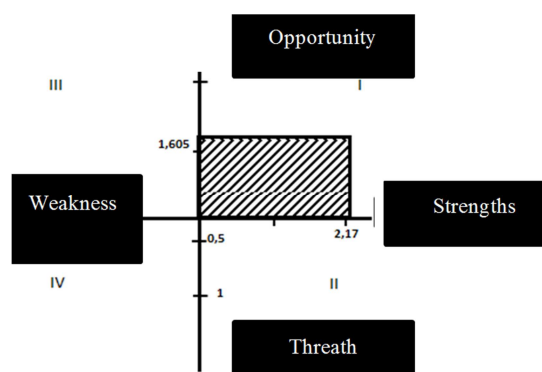 Opportunity
III
I
1,605
Weakness
Strengths
0,5
2,17
IV
II
1
Threath